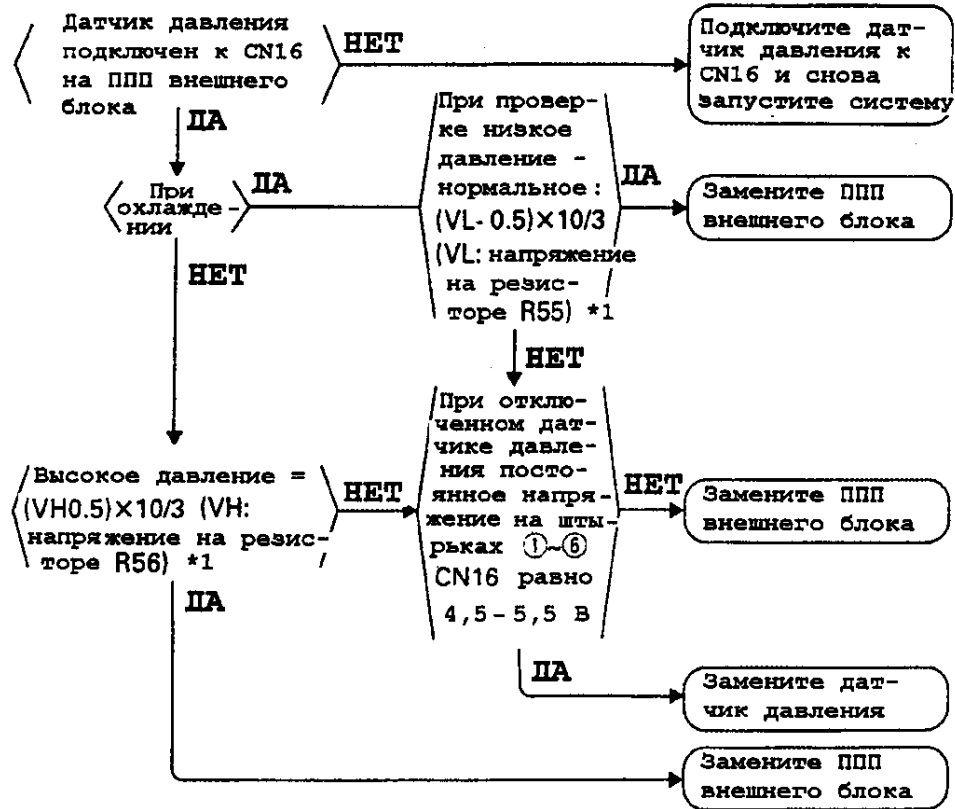 Датчик давления
подключен к CN16
на ППП внешнего
блока
НЕТ
Подключите дат-
чик давления к
CN16 и снова
запустите систему
ДА
При
охлажде-
нии
ДА
При провер-
ке низкое
давление -
нормальное:
(VL-0.5)×10/3
(VL: напряжение
на резис-
торе R55) *1
ДА
Замените ППП
внешнего блока
НЕТ
НЕТ
Высокое давление =
(VH0.5)×10/3 (VH:
напряжение на резис-
торе R56) *1
НЕТ
При отклю-
ченном дат-
чике давле-
ния посто-
янное напря-
жение на шты-
рьках ①~⑥
CN16 равно
4,5-5,5 В
НЕТ
Замените ППП
внешнего блока
ДА
ДА
Замените дат-
чик давления
Замените ППП
внешнего блока